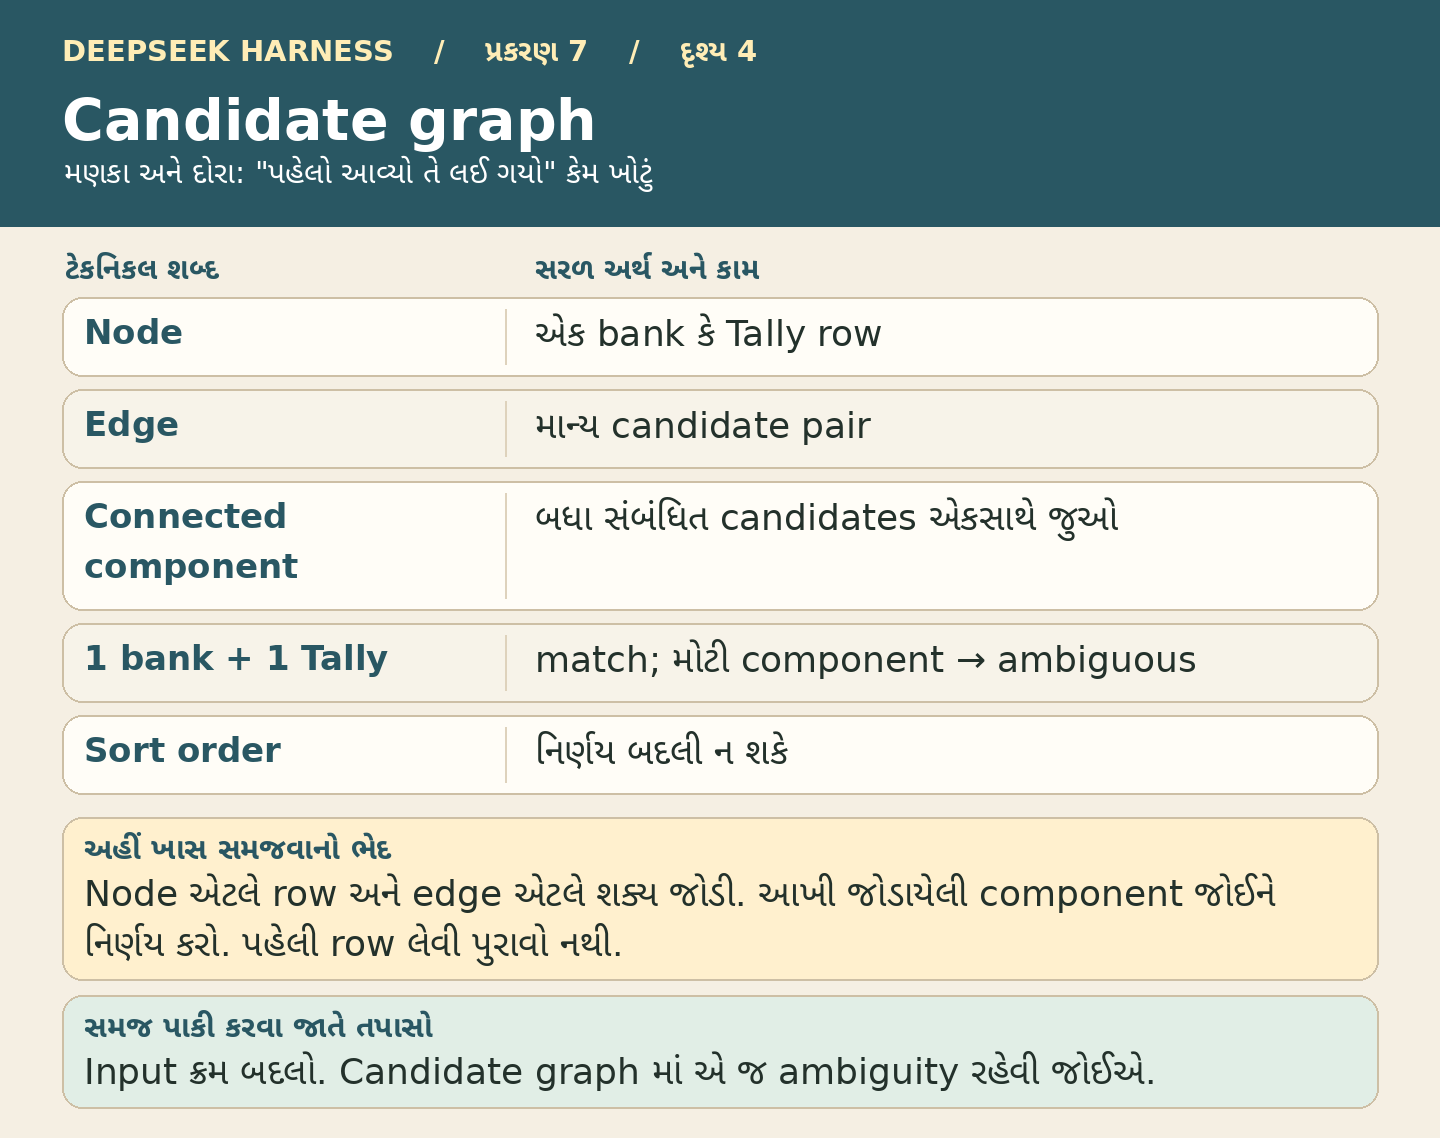 DEEPSEEK HARNESS / પ્રકરણ 7 / દૃશ્ય 4
Candidate graph
મણકા અને દોરા: "પહેલો આવ્યો તે લઈ ગયો" કેમ ખોટું
ટેકનિકલ શબ્દ સરળ અર્થ અને કામ
Node એક bank કે Tally row
Edge માન્ય candidate pair
Connected બધા સંબંધિત candidates એકસાથે જુઓ
component
1 bank + 1 Tally match; મોટી component → ambiguous
Sort order નિર્ણય બદલી ન શકે
અહીં ખાસ સમજવાનો ભેદ
Node એટલે row અને edge એટલે શક્ય જોડી. આખી જોડાયેલી component જોઈને
નિર્ણય કરો. પહેલી row લેવી પુરાવો નથી.
સમજ પાકી કરવા જાતે તપાસો
Input ક્રમ બદલો. Candidate graph માં એ જ ambiguity રહેવી જોઈએ.